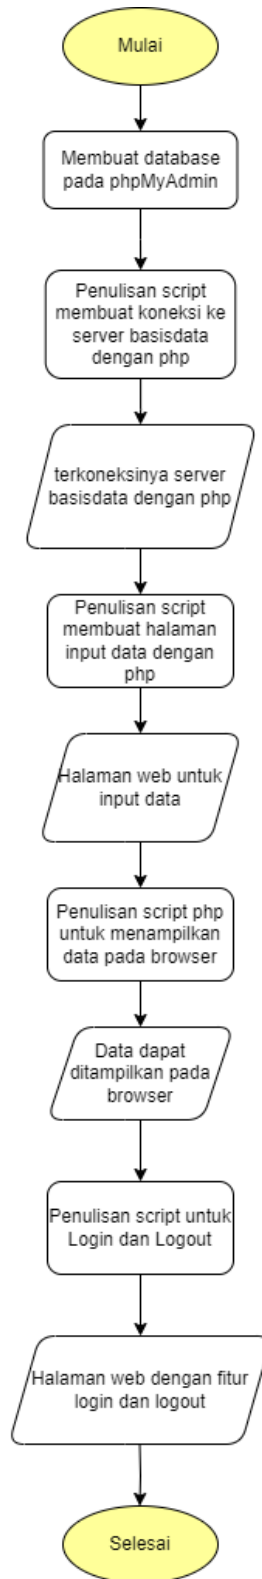 Mulai
Membuat database
pada phpMyAdmin
Penulisan script
membuat koneksi ke
server basisdata
dengan php
terkoneksinya server
basisdata dengan php
Penulisan script
membuat halaman
input data dengan
php
Halaman web untuk
input data
Penulisan script php
untuk menampilkan
data pada browser
Data dapat
ditampilkan pada
browser
Penulisan script untuk
Login dan Logout
Halaman web dengan fitur
login dan logout
Selesai